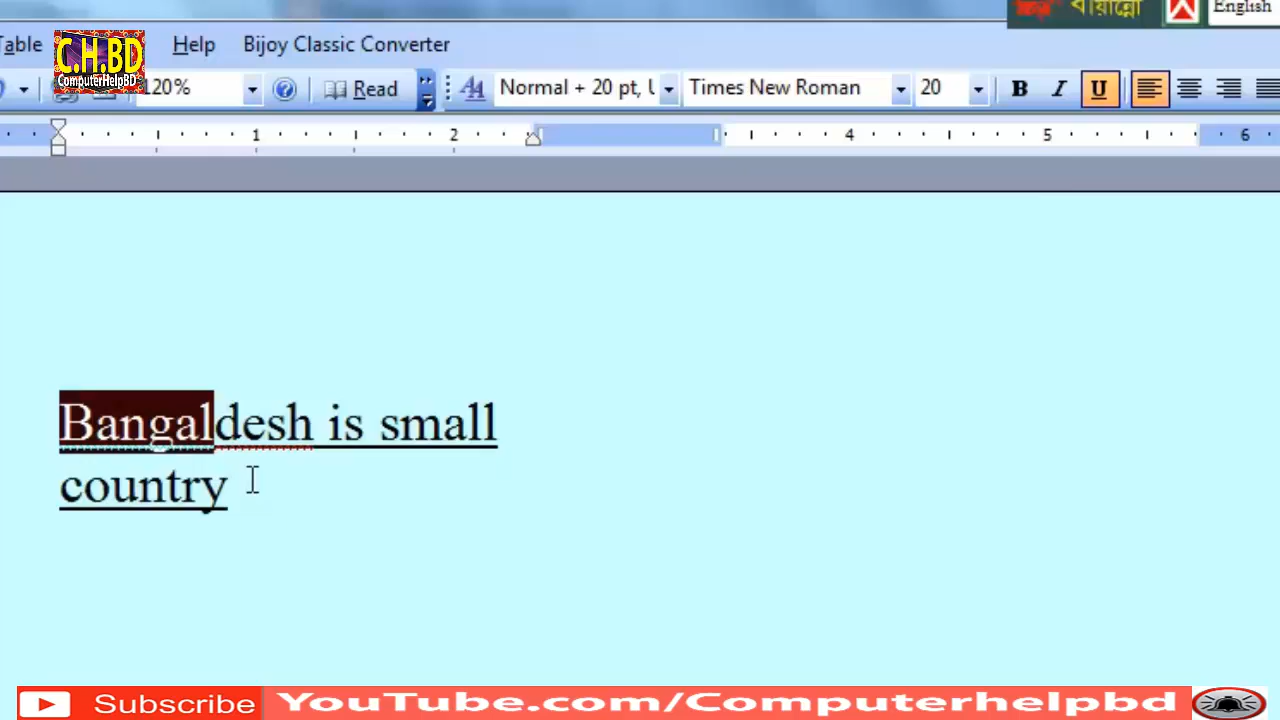 বায়ান্নো English
Table Help Bijoy Classic Converter
C.H.BD
ComputerHelpBD
120% Read Normal + 20 pt, Times New Roman 20 B I U
1 2 4 5 6
Bangaldesh is small
country
Subscribe YouTube.com/Computerhelpbd